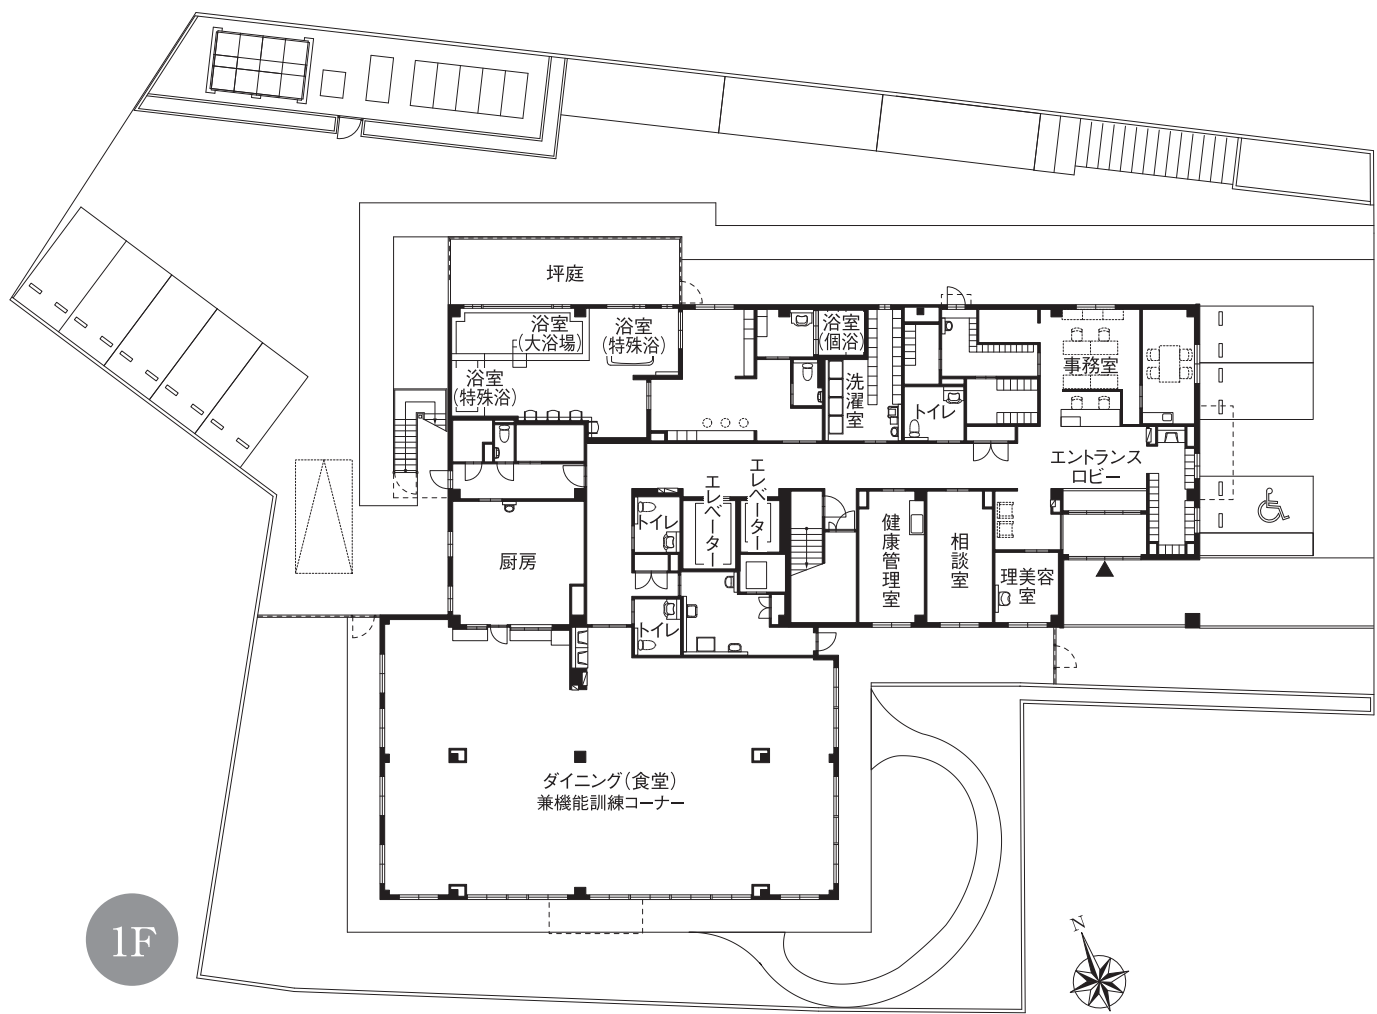 坪庭
浴室
(大浴場)
浴室
(特殊浴)
浴室
(個浴)
浴室
(特殊浴)
洗濯室
トイレ
事務室
エントランス
ロビー
エレベーター
エレベーター
トイレ
厨房
健康管理室
相談室
理美容
室
トイレ
ダイニング(食堂)
兼機能訓練コーナー
1F
N